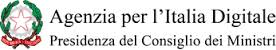 Agenzia per l'Italia Digitale
Presidenza del Consiglio dei Ministri